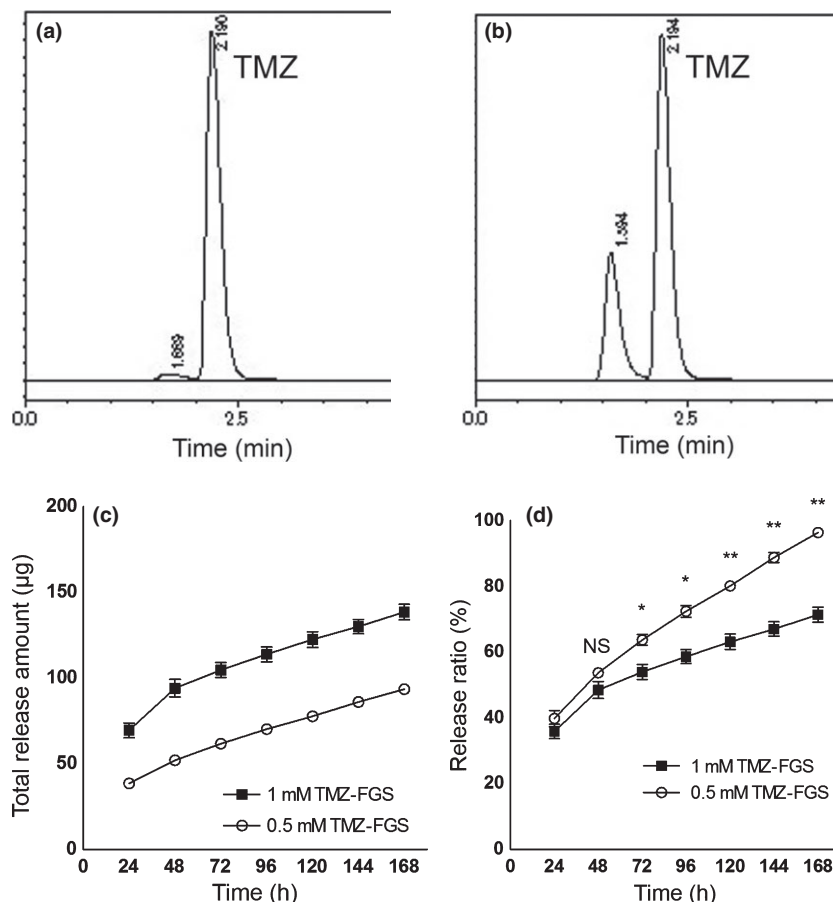 (a)
2.190
TMZ
1.669
0.0
2.5
Time (min)
(b)
2.194
TMZ
1.594
0.0
2.5
Time (min)
(c)
200
150
100
50
0
Total release amount (µg)
1 mM TMZ-FGS
0.5 mM TMZ-FGS
0 24 48 72 96 120 144 168
Time (h)
(d)
100
80
60
40
20
0
Release ratio (%)
NS * * ** ** **
1 mM TMZ-FGS
0.5 mM TMZ-FGS
0 24 48 72 96 120 144 168
Time (h)